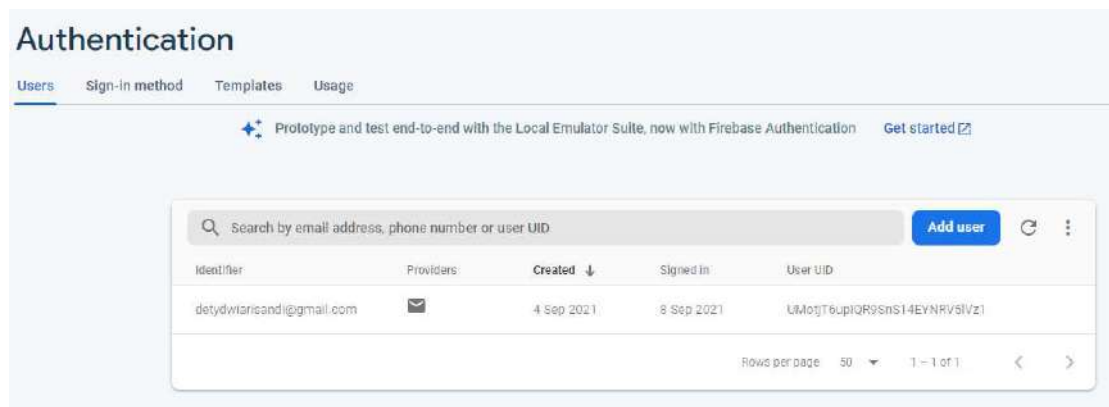 Authentication
Users Sign-in method Templates Usage
Prototype and test end-to-end with the Local Emulator Suite, now with Firebase Authentication Get started
Search by email address, phone number or user UID Add user
Identifier Providers Created Signed in User UID
detydwiarisandi@gmail.com 4 Sep 2021 8 Sep 2021
Rows per page 50 1 – 1 of 1